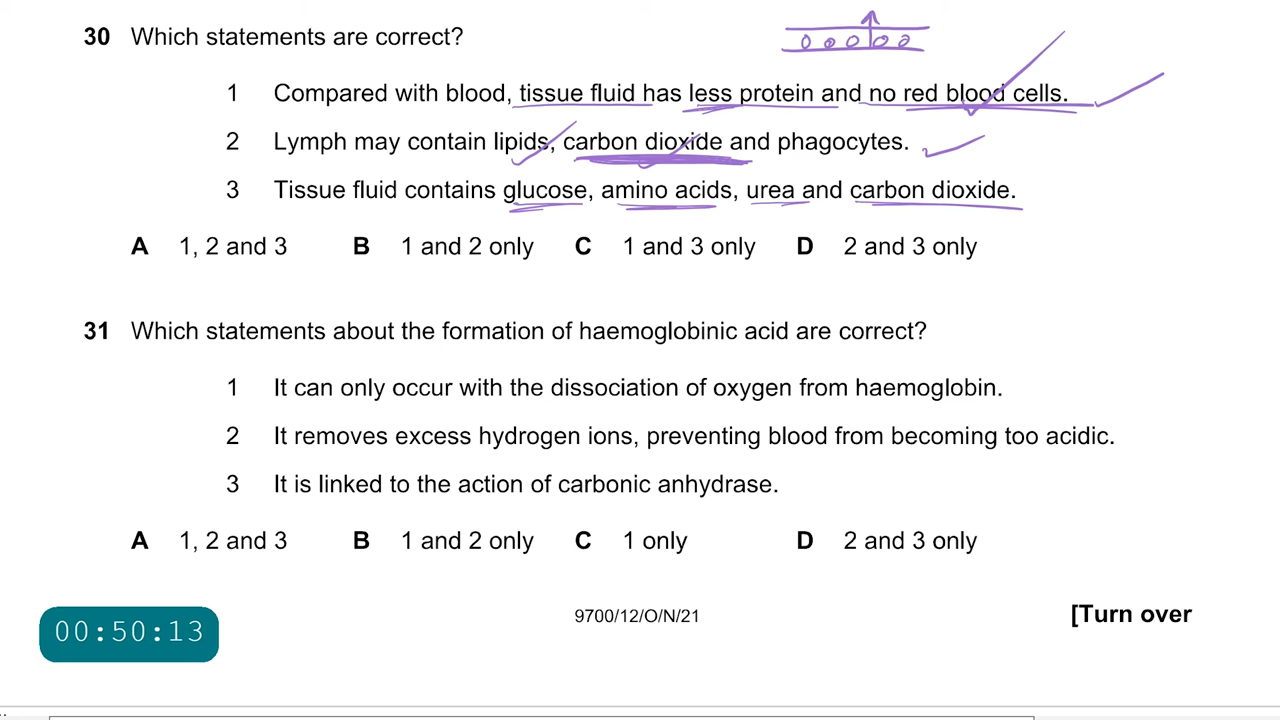 30 Which statements are correct?
1 Compared with blood, tissue fluid has less protein and no red blood cells.
2 Lymph may contain lipids, carbon dioxide and phagocytes.
3 Tissue fluid contains glucose, amino acids, urea and carbon dioxide.
A 1, 2 and 3 B 1 and 2 only C 1 and 3 only D 2 and 3 only
31 Which statements about the formation of haemoglobinic acid are correct?
1 It can only occur with the dissociation of oxygen from haemoglobin.
2 It removes excess hydrogen ions, preventing blood from becoming too acidic.
3 It is linked to the action of carbonic anhydrase.
A 1, 2 and 3 B 1 and 2 only C 1 only D 2 and 3 only
00:50:13
9700/12/O/N/21
[Turn over